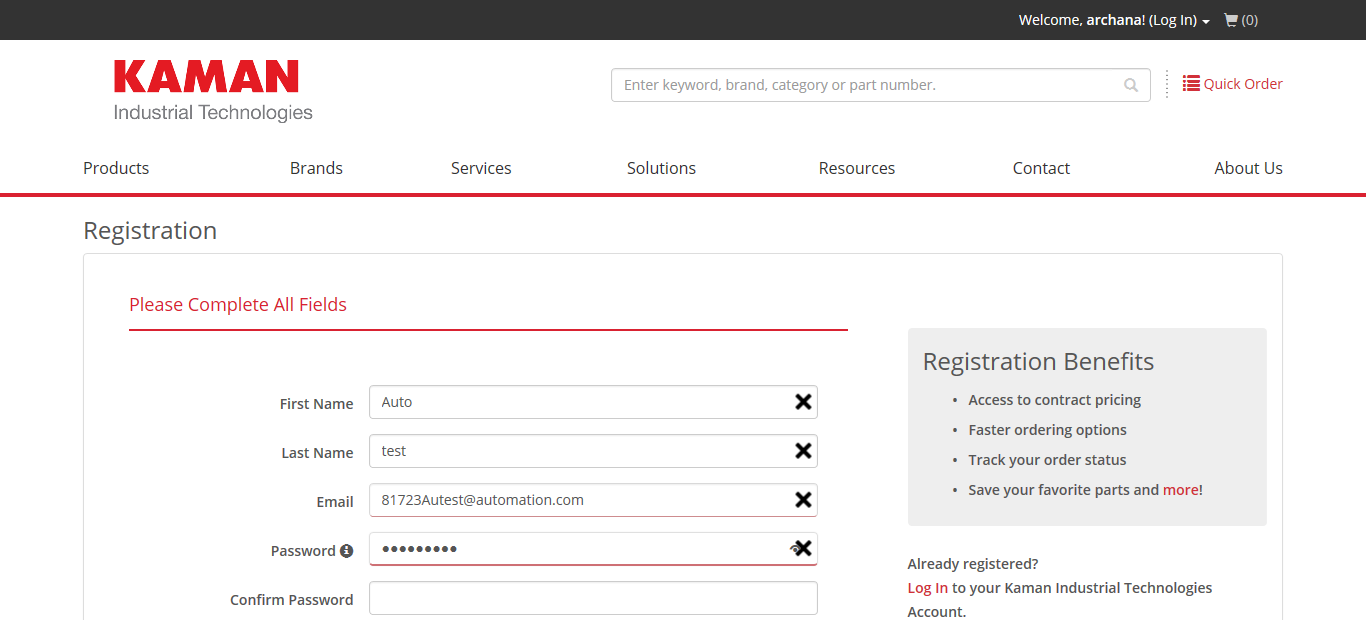 Welcome, archana! (Log In) (0)
KAMAN
Industrial Technologies
Enter keyword, brand, category or part number.
Quick Order
Products Brands Services Solutions Resources Contact About Us
Registration
Please Complete All Fields
First Name Auto
Last Name test
Email 81723Autest@automation.com
Password •••••••••
Confirm Password
Registration Benefits
• Access to contract pricing
• Faster ordering options
• Track your order status
• Save your favorite parts and more!
Already registered?
Log In to your Kaman Industrial Technologies
Account.